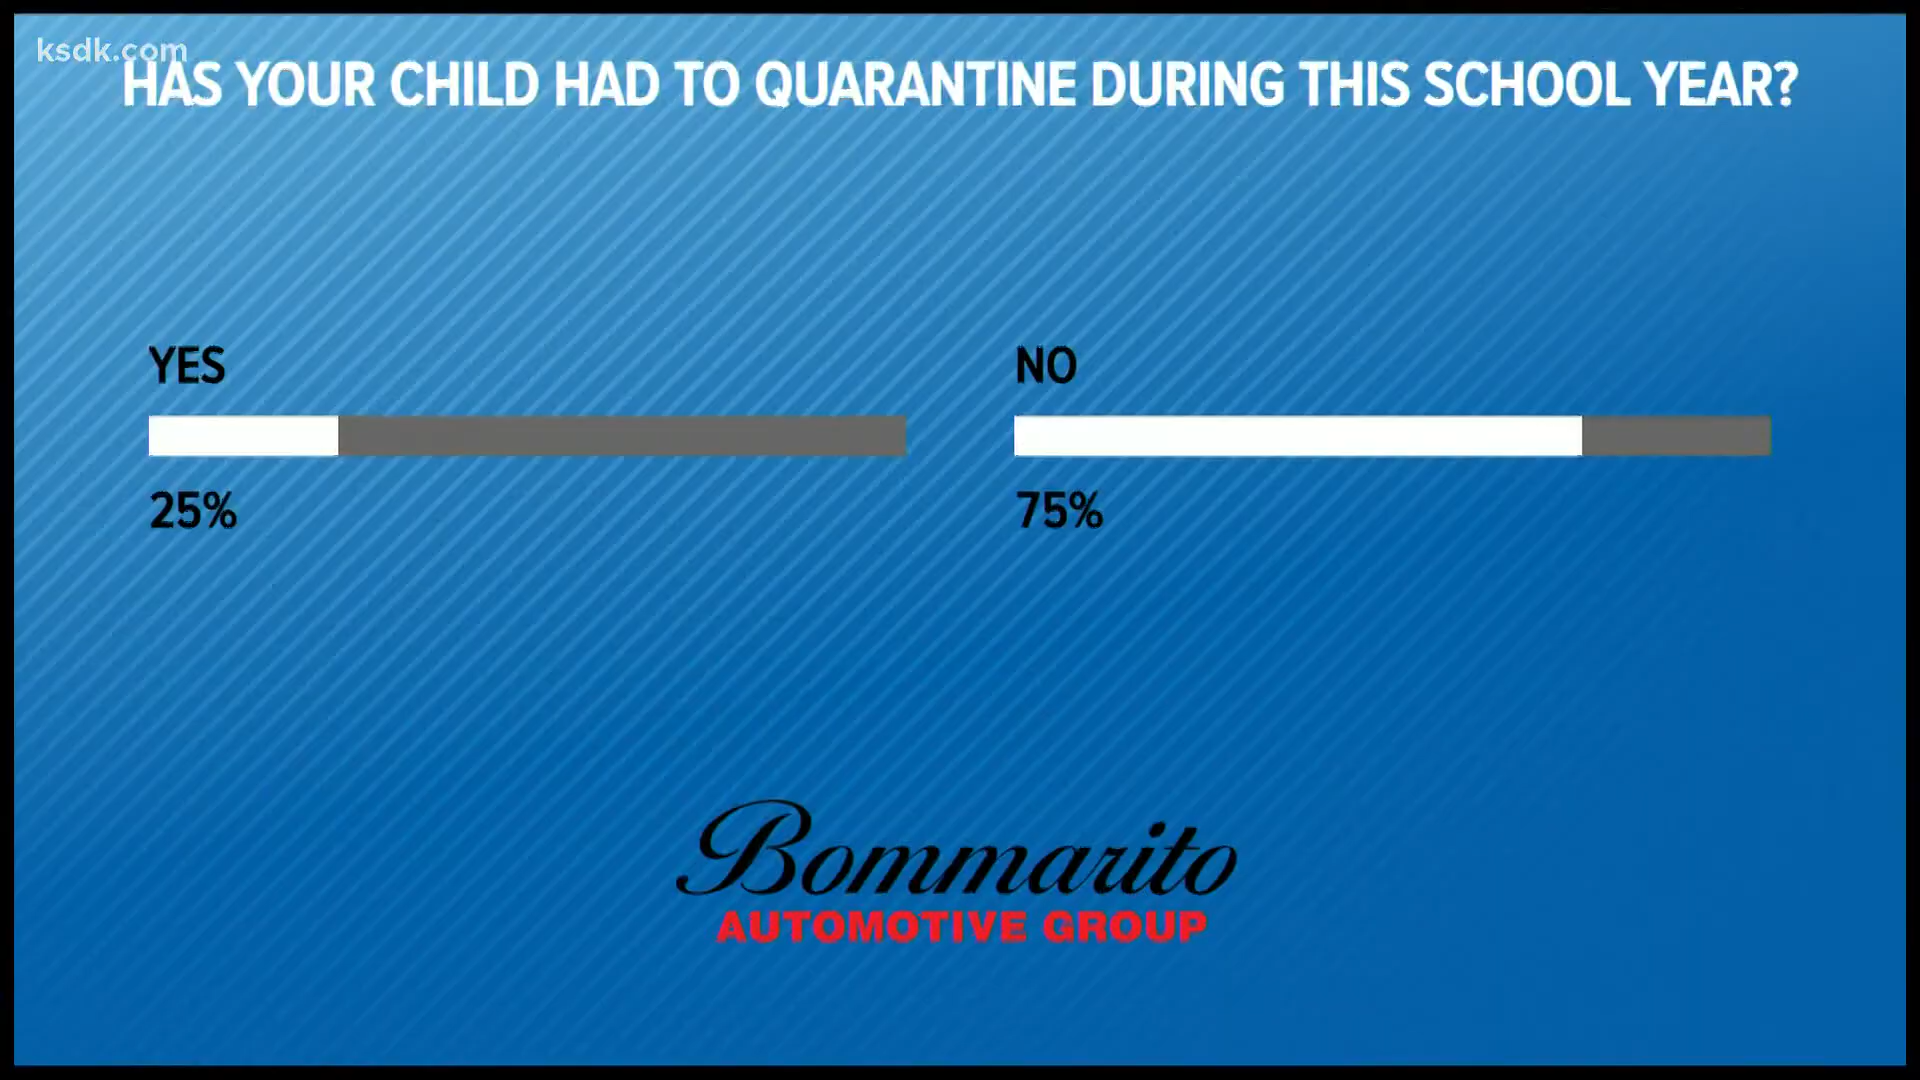 ksdk.com
HAS YOUR CHILD HAD TO QUARANTINE DURING THIS SCHOOL YEAR?
YES
25%
NO
75%
Bommarito
AUTOMOTIVE GROUP